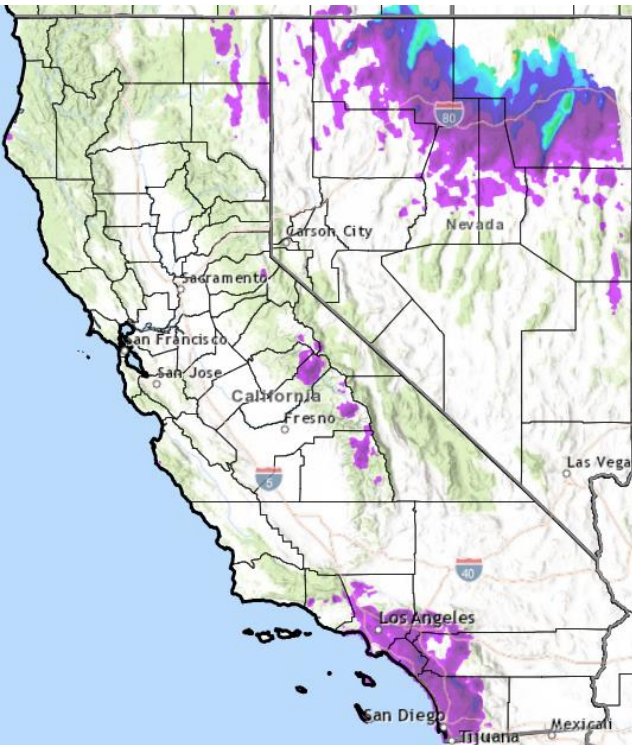 80
Nevada
Carson City
Sacramento
San Francisco
San Jose
California
Fresno
Las Vega
5
40
Los Angeles
San Diego
Tijuana
Mexicali